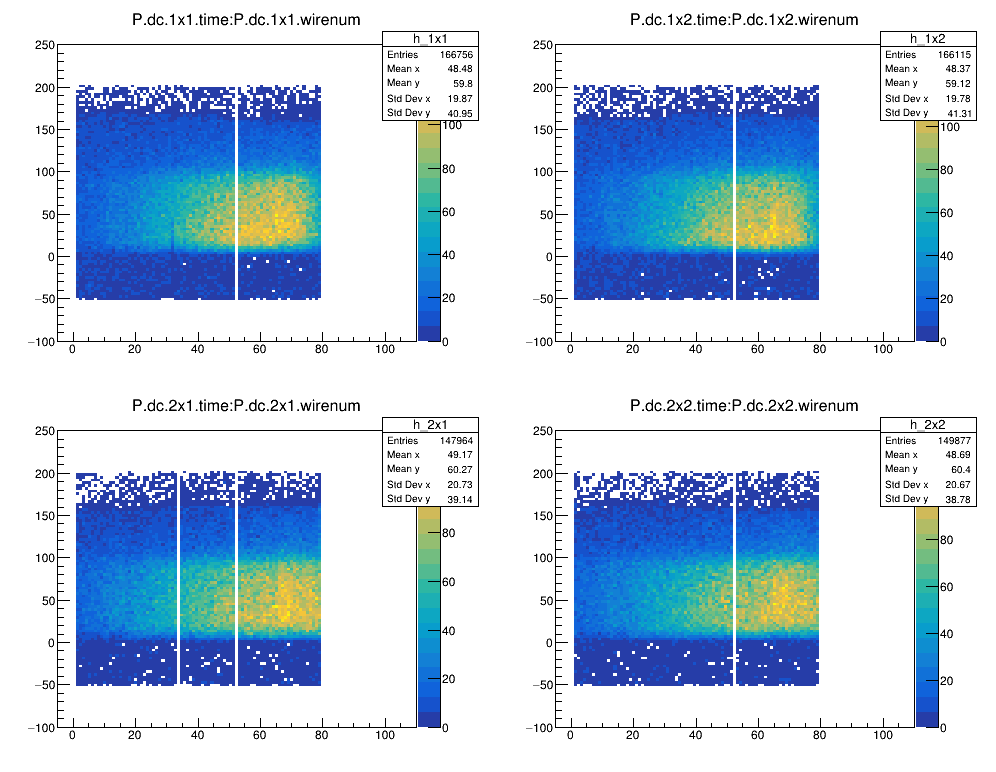 P.dc.1x1.time:P.dc.1x1.wirenum
h_1x1
Entries 166756
Mean x 48.48
Mean y 59.8
Std Dev x 19.87
Std Dev y 40.95
250
200
150
100
50
0
−50
−100
0 20 40 60 80 100
100
80
60
40
20
0
P.dc.1x2.time:P.dc.1x2.wirenum
h_1x2
Entries 166115
Mean x 48.37
Mean y 59.12
Std Dev x 19.78
Std Dev y 41.31
250
200
150
100
50
0
−50
−100
0 20 40 60 80 100
100
80
60
40
20
0
P.dc.2x1.time:P.dc.2x1.wirenum
h_2x1
Entries 147964
Mean x 49.17
Mean y 60.27
Std Dev x 20.73
Std Dev y 39.14
250
200
150
100
50
0
−50
−100
0 20 40 60 80 100
80
60
40
20
0
P.dc.2x2.time:P.dc.2x2.wirenum
h_2x2
Entries 149877
Mean x 48.69
Mean y 60.4
Std Dev x 20.67
Std Dev y 38.78
250
200
150
100
50
0
−50
−100
0 20 40 60 80 100
80
60
40
20
0